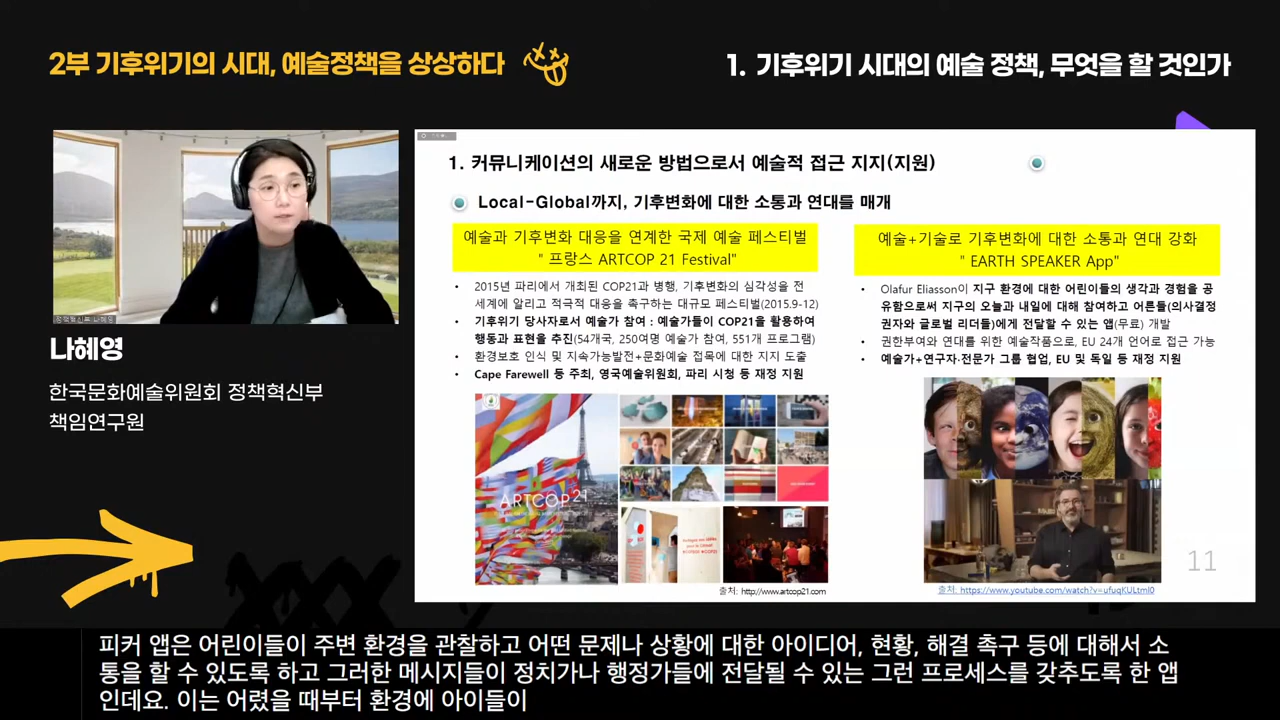 2부 기후위기의 시대, 예술정책을 상상하다
1. 기후위기 시대의 예술 정책, 무엇을 할 것인가
나혜영
한국문화예술위원회 정책혁신부
책임연구원
1. 커뮤니케이션의 새로운 방법으로서 예술적 접근 지지(지원)
Local-Global까지, 기후변화에 대한 소통과 연대를 매개
예술과 기후변화 대응을 연계한 국제 예술 페스티벌
" 프랑스 ARTCOP 21 Festival"
• 2015년 파리에서 개최된 COP21과 병행, 기후변화의 심각성을 전
세계에 알리고 적극적 대응을 촉구하는 대규모 페스티벌(2015.9-12)
• 기후위기 당사자로서 예술가 참여 : 예술가들이 COP21을 활용하여
행동과 표현을 추진(54개국, 250여명 예술가 참여, 551개 프로그램)
• 환경보호 인식 및 지속가능발전+문화예술 접목에 대한 지지 도출
• Cape Farewell 등 주최, 영국예술위원회, 파리 시청 등 재정 지원
ARTCOP21
출처: http://www.artcop21.com
예술+기술로 기후변화에 대한 소통과 연대 강화
" EARTH SPEAKER App"
• Olafur Eliasson이 지구 환경에 대한 어린이들의 생각과 경험을 공
유함으로써 지구의 오늘과 내일에 대해 참여하고 어른들(의사결정
권자와 글로벌 리더들)에게 전달할 수 있는 앱(무료) 개발
• 권한부여와 연대를 위한 예술작품으로, EU 24개 언어로 접근 가능
• 예술가+연구자·전문가 그룹 협업, EU 및 독일 등 재정 지원
출처: https://www.youtube.com/watch?v=ufuqKULtmI0
11
피커 앱은 어린이들이 주변 환경을 관찰하고 어떤 문제나 상황에 대한 아이디어, 현황, 해결 촉구 등에 대해서 소
통을 할 수 있도록 하고 그러한 메시지들이 정치가나 행정가들에 전달될 수 있는 그런 프로세스를 갖추도록 한 앱
인데요. 이는 어렸을 때부터 환경에 아이들이